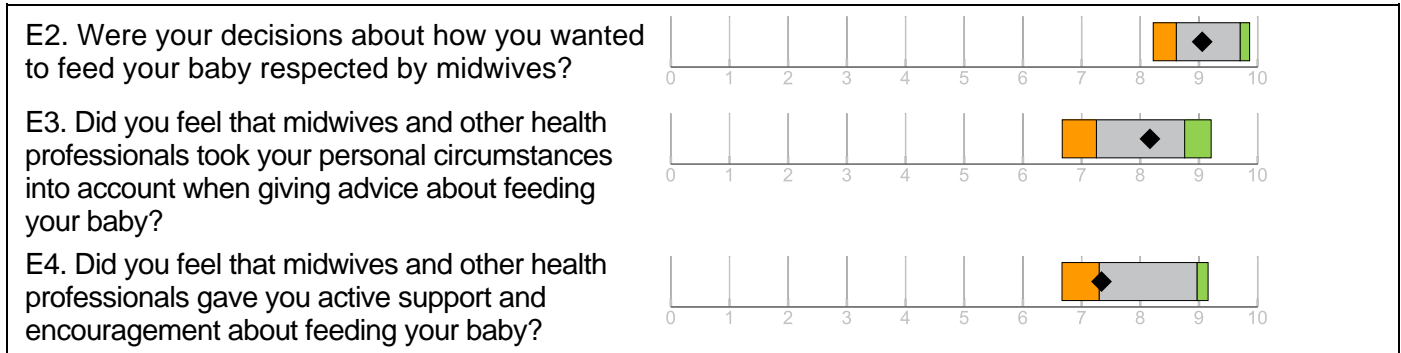 E2. Were your decisions about how you wanted
to feed your baby respected by midwives?
0 1 2 3 4 5 6 7 8 9 10
E3. Did you feel that midwives and other health
professionals took your personal circumstances
into account when giving advice about feeding
your baby?
0 1 2 3 4 5 6 7 8 9 10
E4. Did you feel that midwives and other health
professionals gave you active support and
encouragement about feeding your baby?
0 1 2 3 4 5 6 7 8 9 10